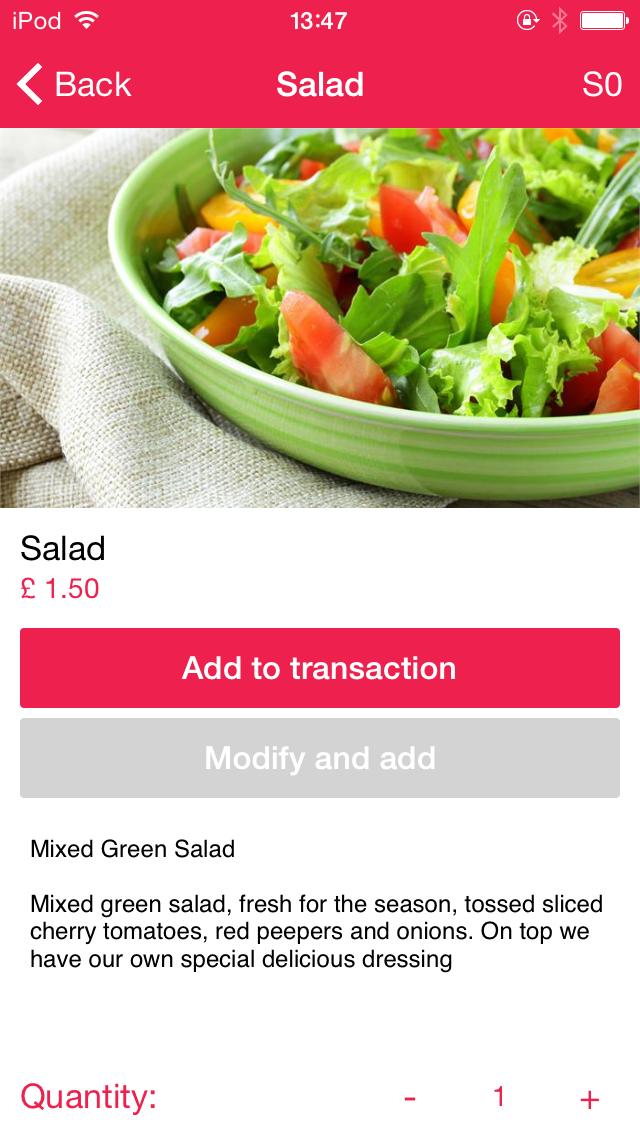 iPod 13:47
Back Salad S0
Salad
£ 1.50
Add to transaction
Modify and add
Mixed Green Salad
Mixed green salad, fresh for the season, tossed sliced
cherry tomatoes, red peepers and onions. On top we
have our own special delicious dressing
Quantity: - 1 +